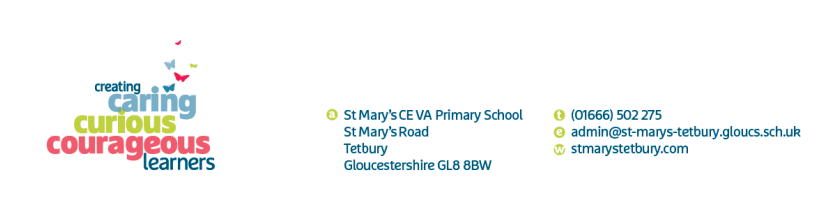 creating
caring
curious
courageous
learners
a St Mary's CE VA Primary School
St Mary's Road
Tetbury
Gloucestershire GL8 8BW
t (01666) 502 275
e admin@st-marys-tetbury.gloucs.sch.uk
w stmarystetbury.com